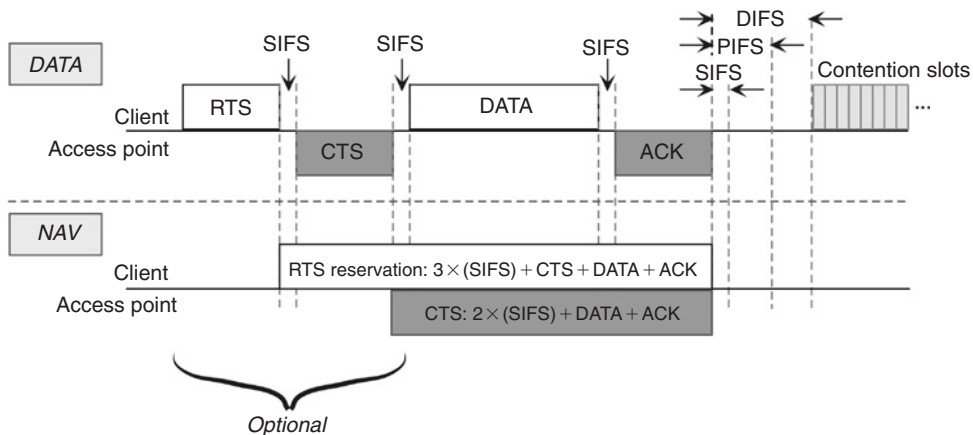 DIFS
SIFS SIFS SIFS PIFS
DATA
SIFS
Contention slots
RTS DATA ...
Client
Access point
CTS ACK
NAV
Client
RTS reservation: 3×(SIFS)+CTS+DATA+ACK
Access point
CTS: 2×(SIFS)+DATA+ACK
Optional